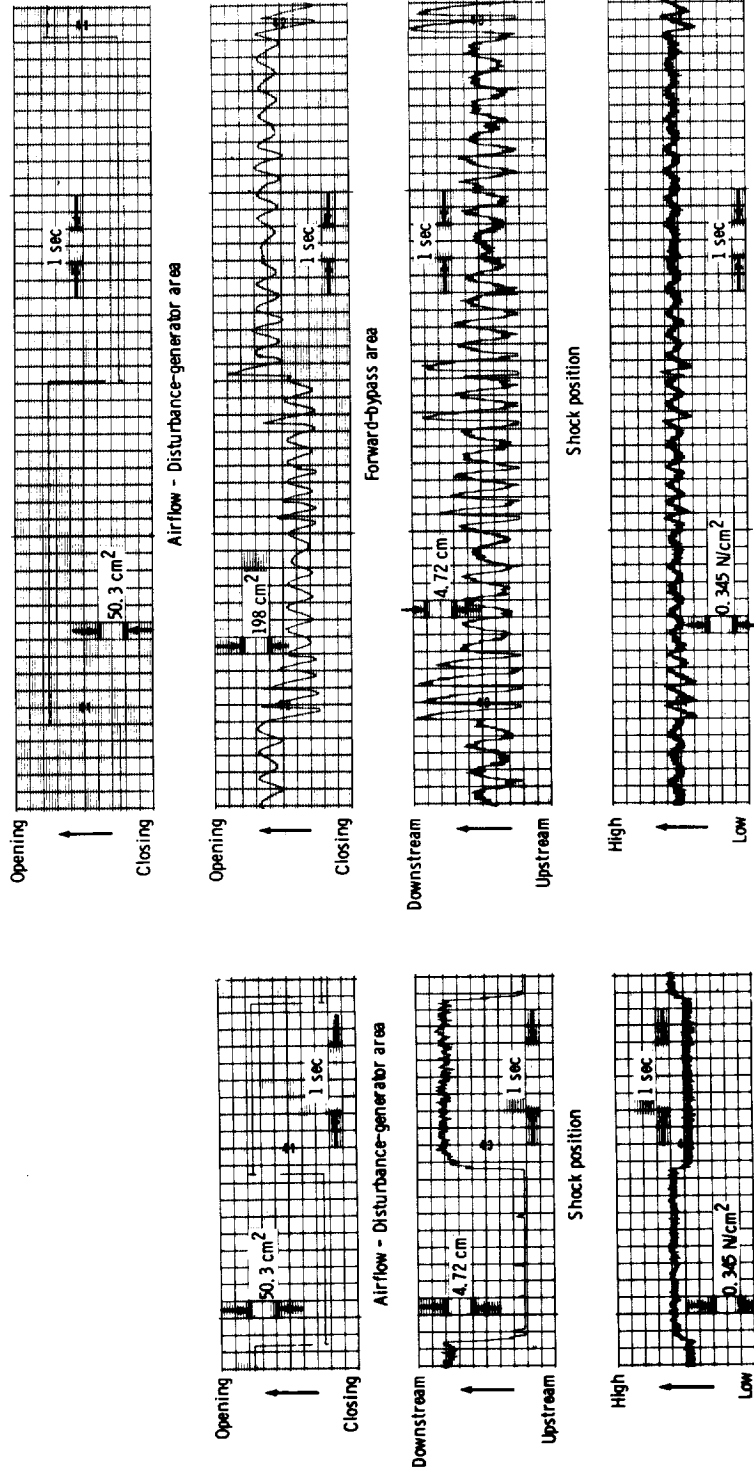 Opening
Closing
50.3 cm²
1 sec
Airflow - Disturbance-generator area
Opening
Closing
198 cm²
1 sec
Forward-bypass area
Downstream
Upstream
4.72 cm
1 sec
Shock position
High
Low
0.345 N/cm²
1 sec
Opening
Closing
50.3 cm²
1 sec
Airflow - Disturbance-generator area
Downstream
Upstream
4.72 cm
1 sec
Shock position
High
Low
0.345 N/cm²
1 sec